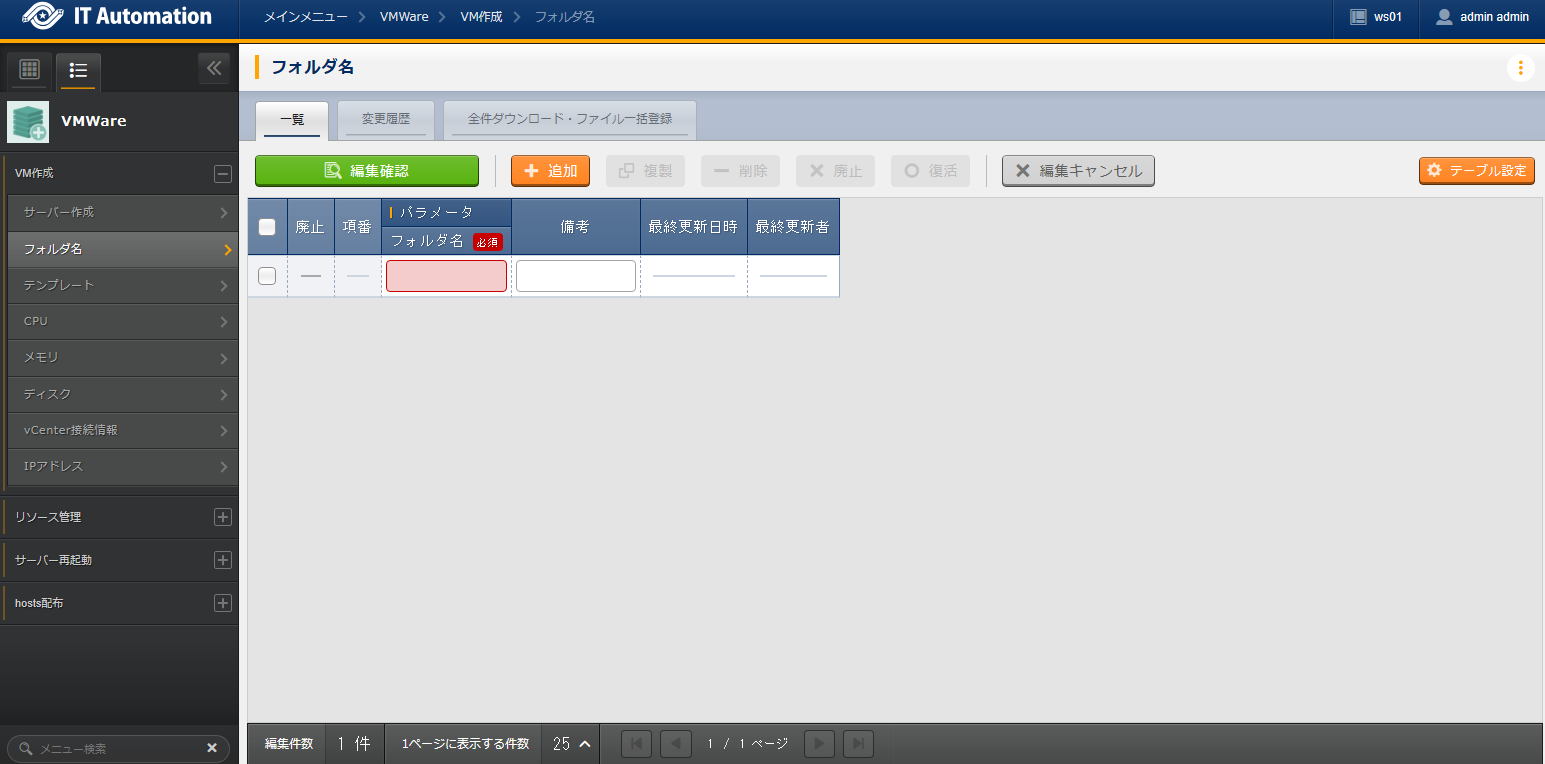 IT Automation
メインメニュー VMWare VM作成 フォルダ名
ws01 admin admin
VMWare
VM作成
サーバー作成
フォルダ名
テンプレート
CPU
メモリ
ディスク
vCenter接続情報
IPアドレス
リソース管理
サーバー再起動
hosts配布
メニュー検索
フォルダ名
一覧 変更履歴 全件ダウンロード・ファイル一括登録
編集確認 追加 複製 削除 廃止 復活 編集キャンセル テーブル設定
廃止 項番 パラメータ 備考 最終更新日時 最終更新者
フォルダ名 必須
編集件数 1 件 1ページに表示する件数 25 1 / 1 ページ